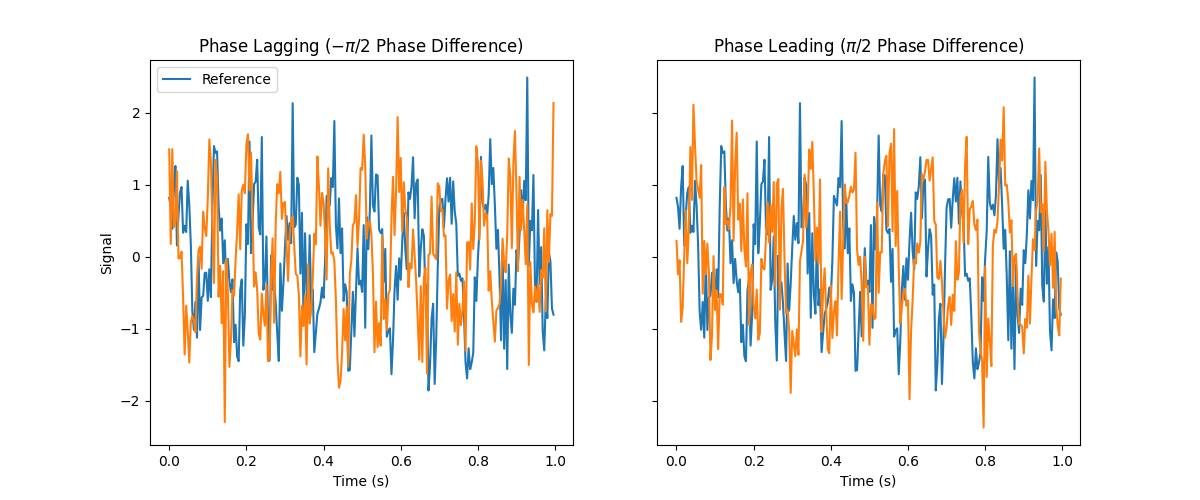 Phase Lagging (−π/2 Phase Difference)
Phase Leading (π/2 Phase Difference)
Reference
Signal
2
1
0
−1
−2
0.0 0.2 0.4 0.6 0.8 1.0
0.0 0.2 0.4 0.6 0.8 1.0
Time (s)
Time (s)